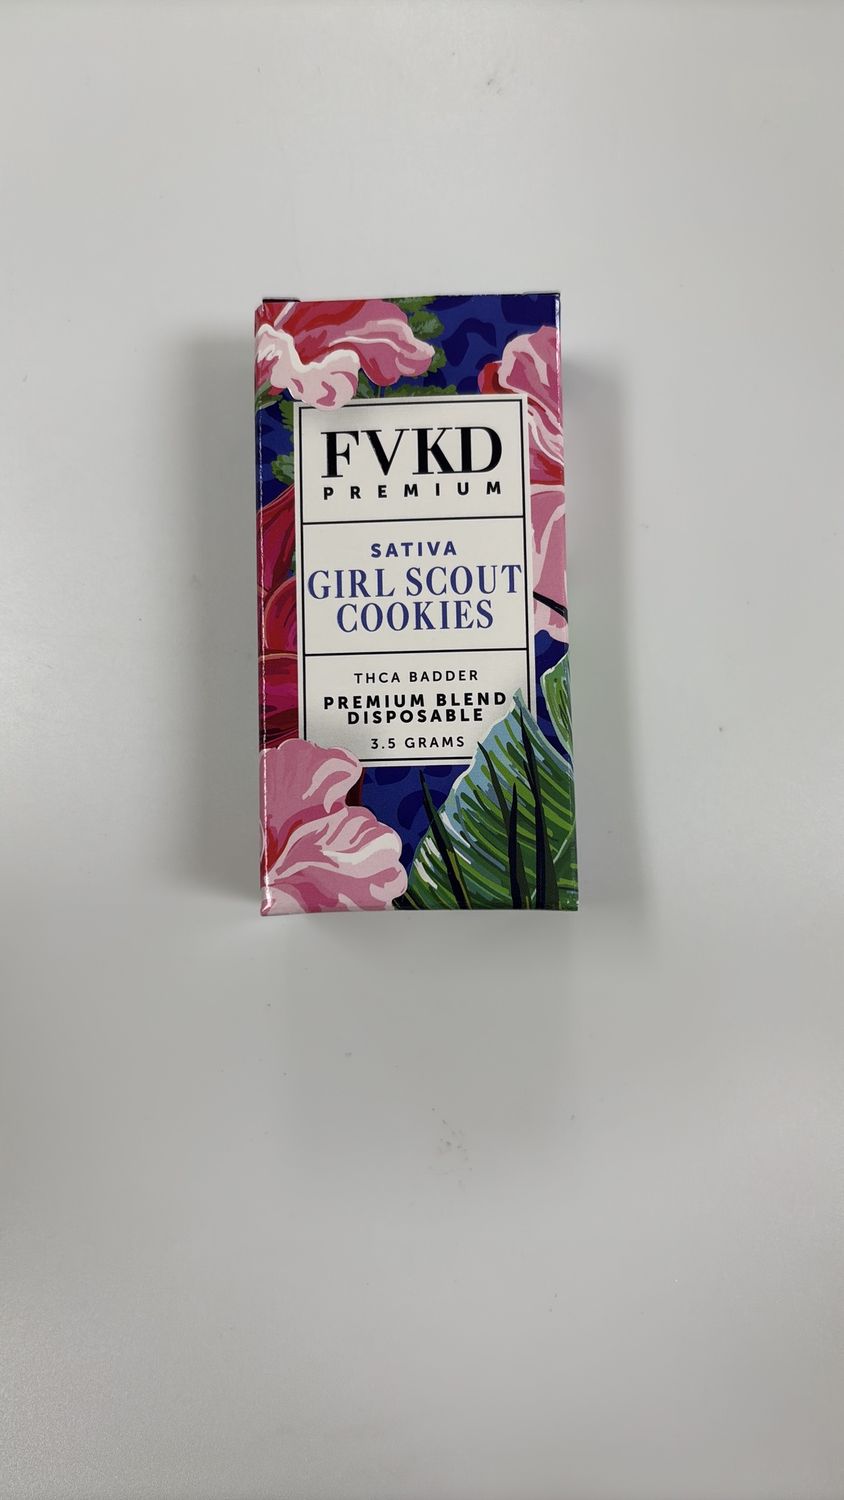 FVKD
PREMIUM
SATIVA
GIRL SCOUT
COOKIES
THCA BADDER
PREMIUM BLEND
DISPOSABLE
3.5 GRAMS